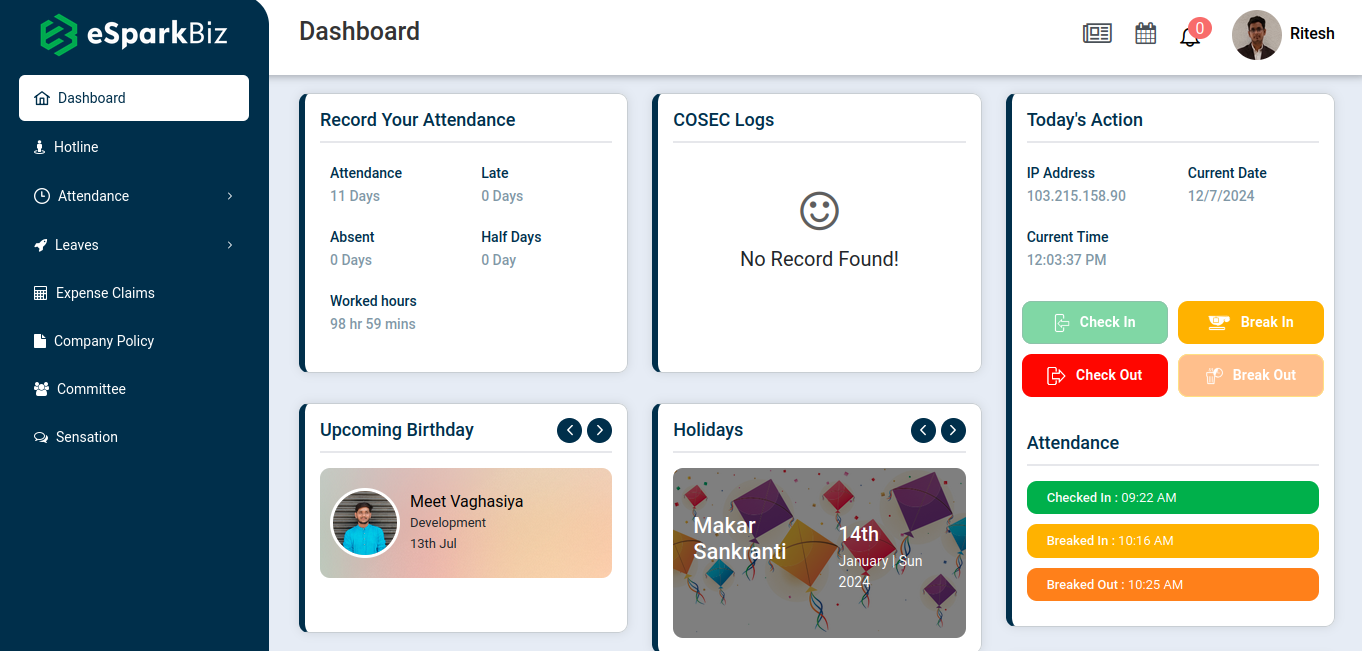 eSparkBiz
Dashboard
Hotline
Attendance
Leaves
Expense Claims
Company Policy
Committee
Sensation
Dashboard
0
Ritesh
Record Your Attendance
Attendance
11 Days
Late
0 Days
Absent
0 Days
Half Days
0 Day
Worked hours
98 hr 59 mins
COSEC Logs
No Record Found!
Today's Action
IP Address
103.215.158.90
Current Date
12/7/2024
Current Time
12:03:37 PM
Check In
Break In
Check Out
Break Out
Attendance
Checked In : 09:22 AM
Breaked In : 10:16 AM
Breaked Out : 10:25 AM
Upcoming Birthday
Meet Vaghasiya
Development
13th Jul
Holidays
Makar
Sankranti
14th
January | Sun
2024